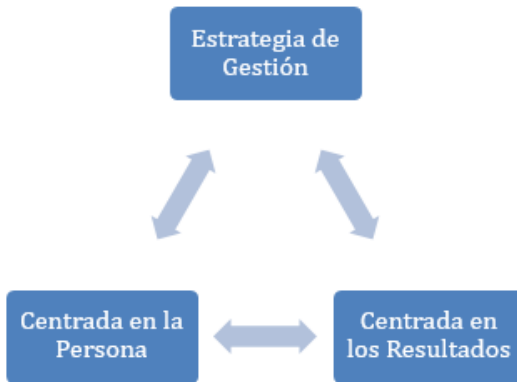 Estrategia de
Gestión
Centrada en la
Persona
Centrada en
los Resultados